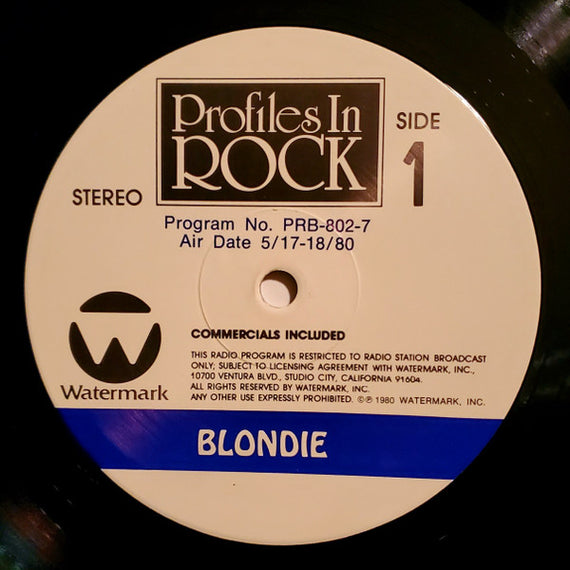 Profiles In
ROCK
STEREO
SIDE
1
Program No. PRB-802-7
Air Date 5/17-18/80
W
Watermark
COMMERCIALS INCLUDED
THIS RADIO PROGRAM IS RESTRICTED TO RADIO STATION BROADCAST
ONLY; SUBJECT TO LICENSING AGREEMENT WITH WATERMARK, INC.,
10700 VENTURA BLVD., STUDIO CITY, CALIFORNIA 91604.
ALL RIGHTS RESERVED BY WATERMARK, INC.
ANY OTHER USE EXPRESSLY PROHIBITED. ©℗ 1980 WATERMARK, INC.
BLONDIE